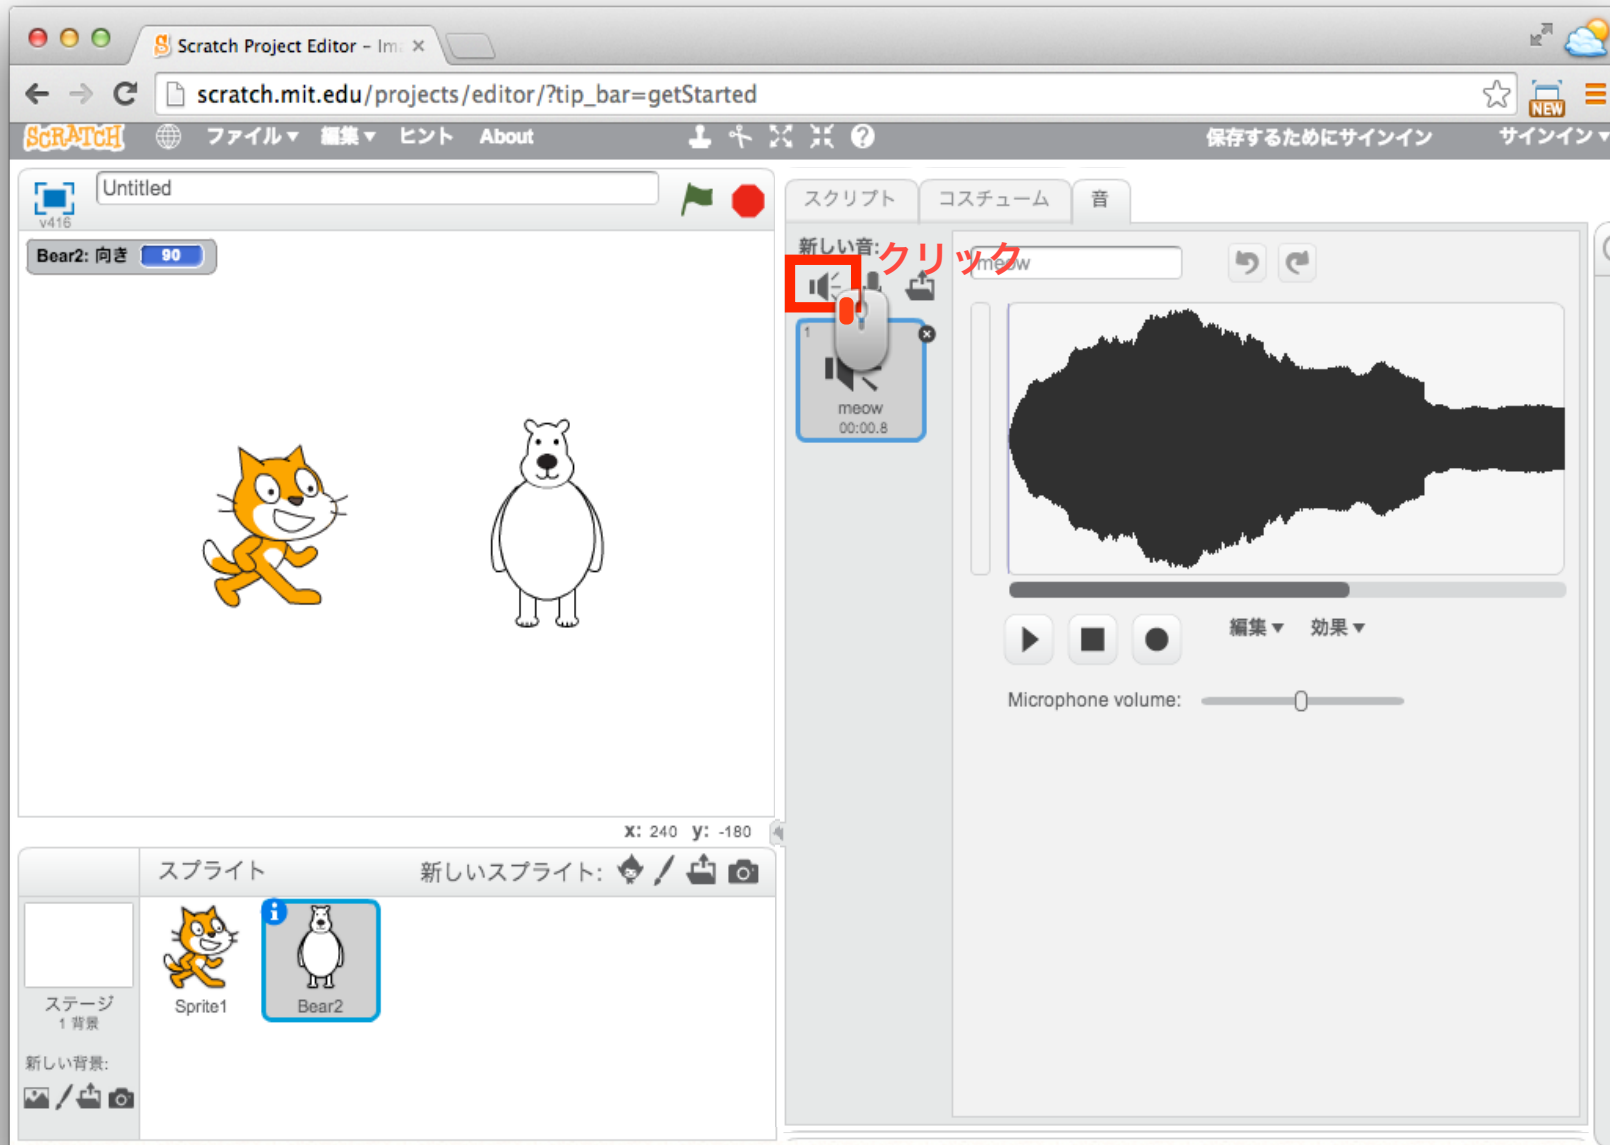 Scratch Project Editor – Im
scratch.mit.edu/projects/editor/?tip_bar=getStarted
NEW
SCRATCH ファイル▼ 編集▼ ヒント About 保存するためにサインイン サインイン▼
Untitled
v416
スクリプト コスチューム 音
Bear2: 向き 90
新しい音:
クリック
meow
1
meow
00:00.8
編集▼ 効果▼
Microphone volume:
x: 240 y: -180
スプライト 新しいスプライト:
ステージ
1 背景
新しい背景:
Sprite1
Bear2